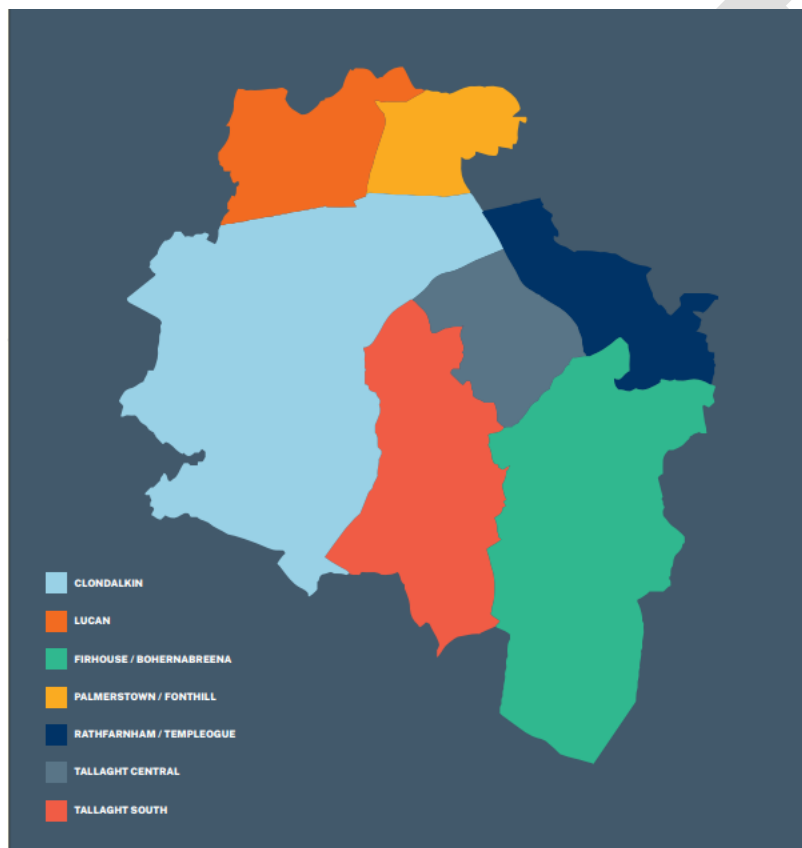 CLONDALKIN
LUCAN
FIRHOUSE / BOHERNABREENA
PALMERSTOWN / FONTHILL
RATHFARNHAM / TEMPLEOGUE
TALLAGHT CENTRAL
TALLAGHT SOUTH